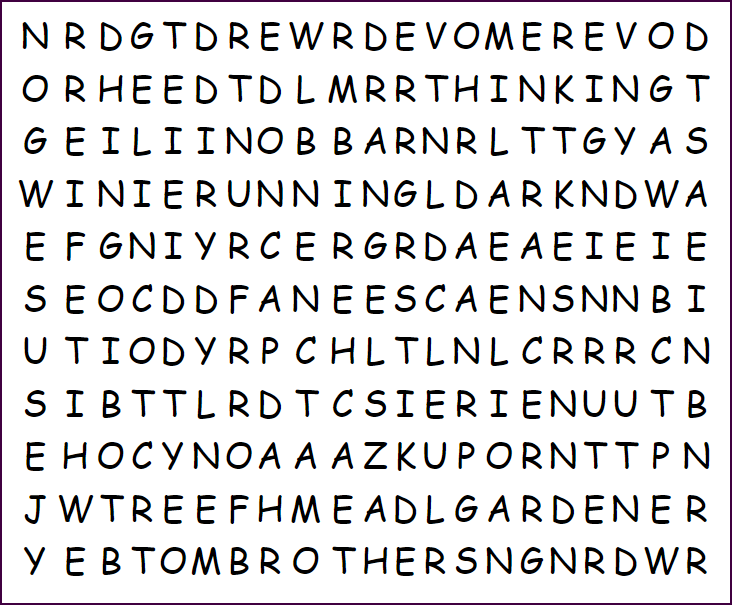 N R D G T D R E W R D E V O M E R E V O D
O R H E E D T D L M R R T H I N K I N G T
G E I L I I N O B B A R N R L T T G Y A S
W I N I E R U N N I N G L D A R K N D W A
E F G N I Y R C E R G R D A E A E I E I E
S E O C D D F A N E E S C A E N S N N B I
U T I O D Y R P C H L T L N L C R R R C N
S I B T T L R D T C S I E R I E N U U T B
E H O C Y N O A A A Z K U P O R N T T P N
J W T R E E F H M E A D L G A R D E N E R
Y E B T O M B R O T H E R S N G N R D W R